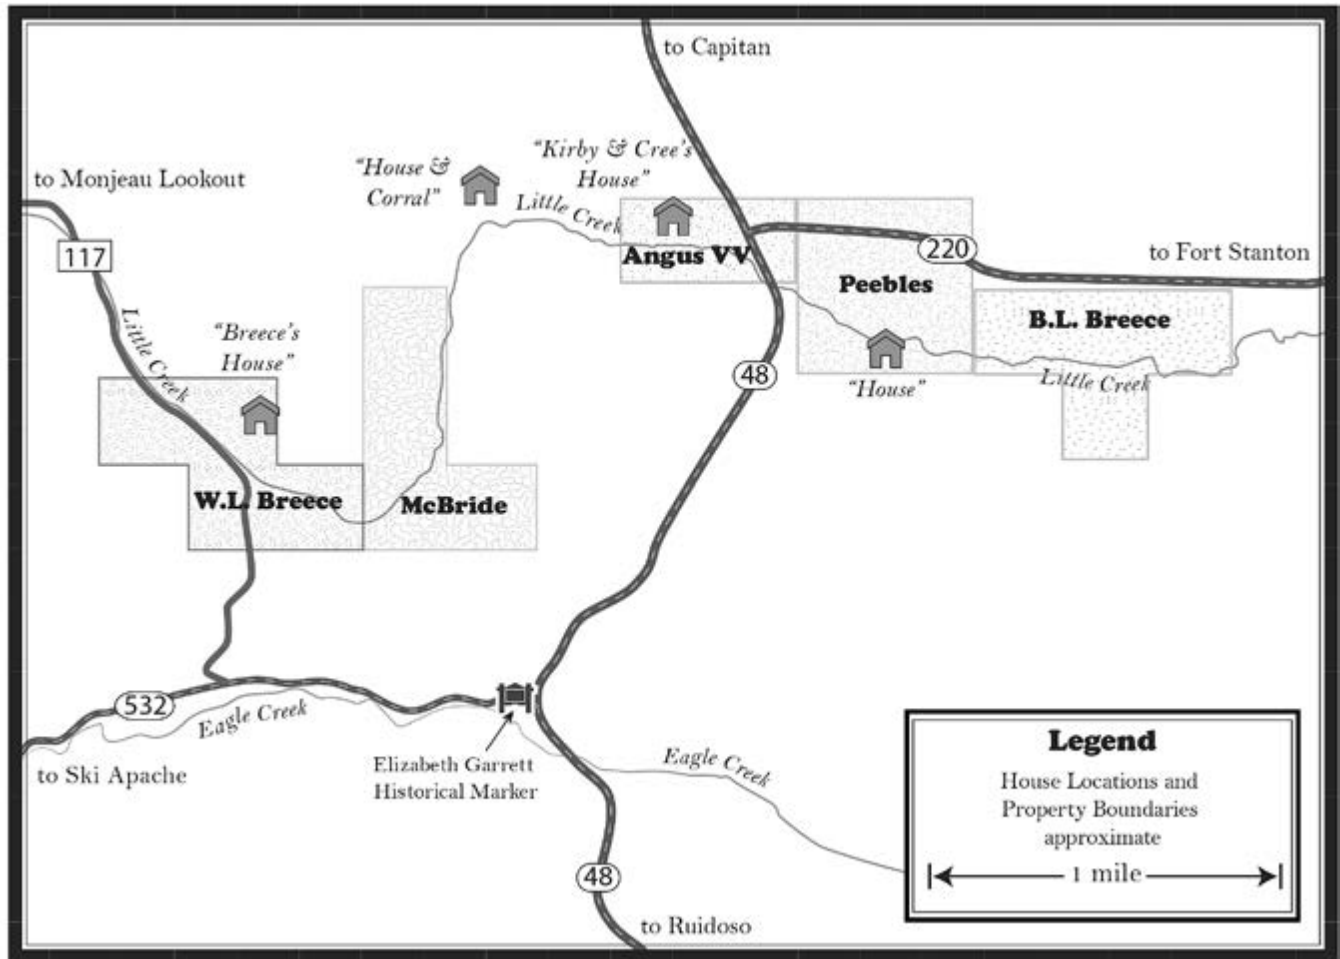 to Capitan
"Kirby & Cree's
House"
"House &
Corral"
to Monjeau Lookout
Little Creek
117
Angus VV
220
to Fort Stanton
Peebles
B.L. Breece
Little Creek
"Breece's
House"
48
"House"
Little Creek
W.L. Breece
McBride
532
Eagle Creek
to Ski Apache
Elizabeth Garrett
Historical Marker
Eagle Creek
48
to Ruidoso
Legend
House Locations and
Property Boundaries
approximate
1 mile